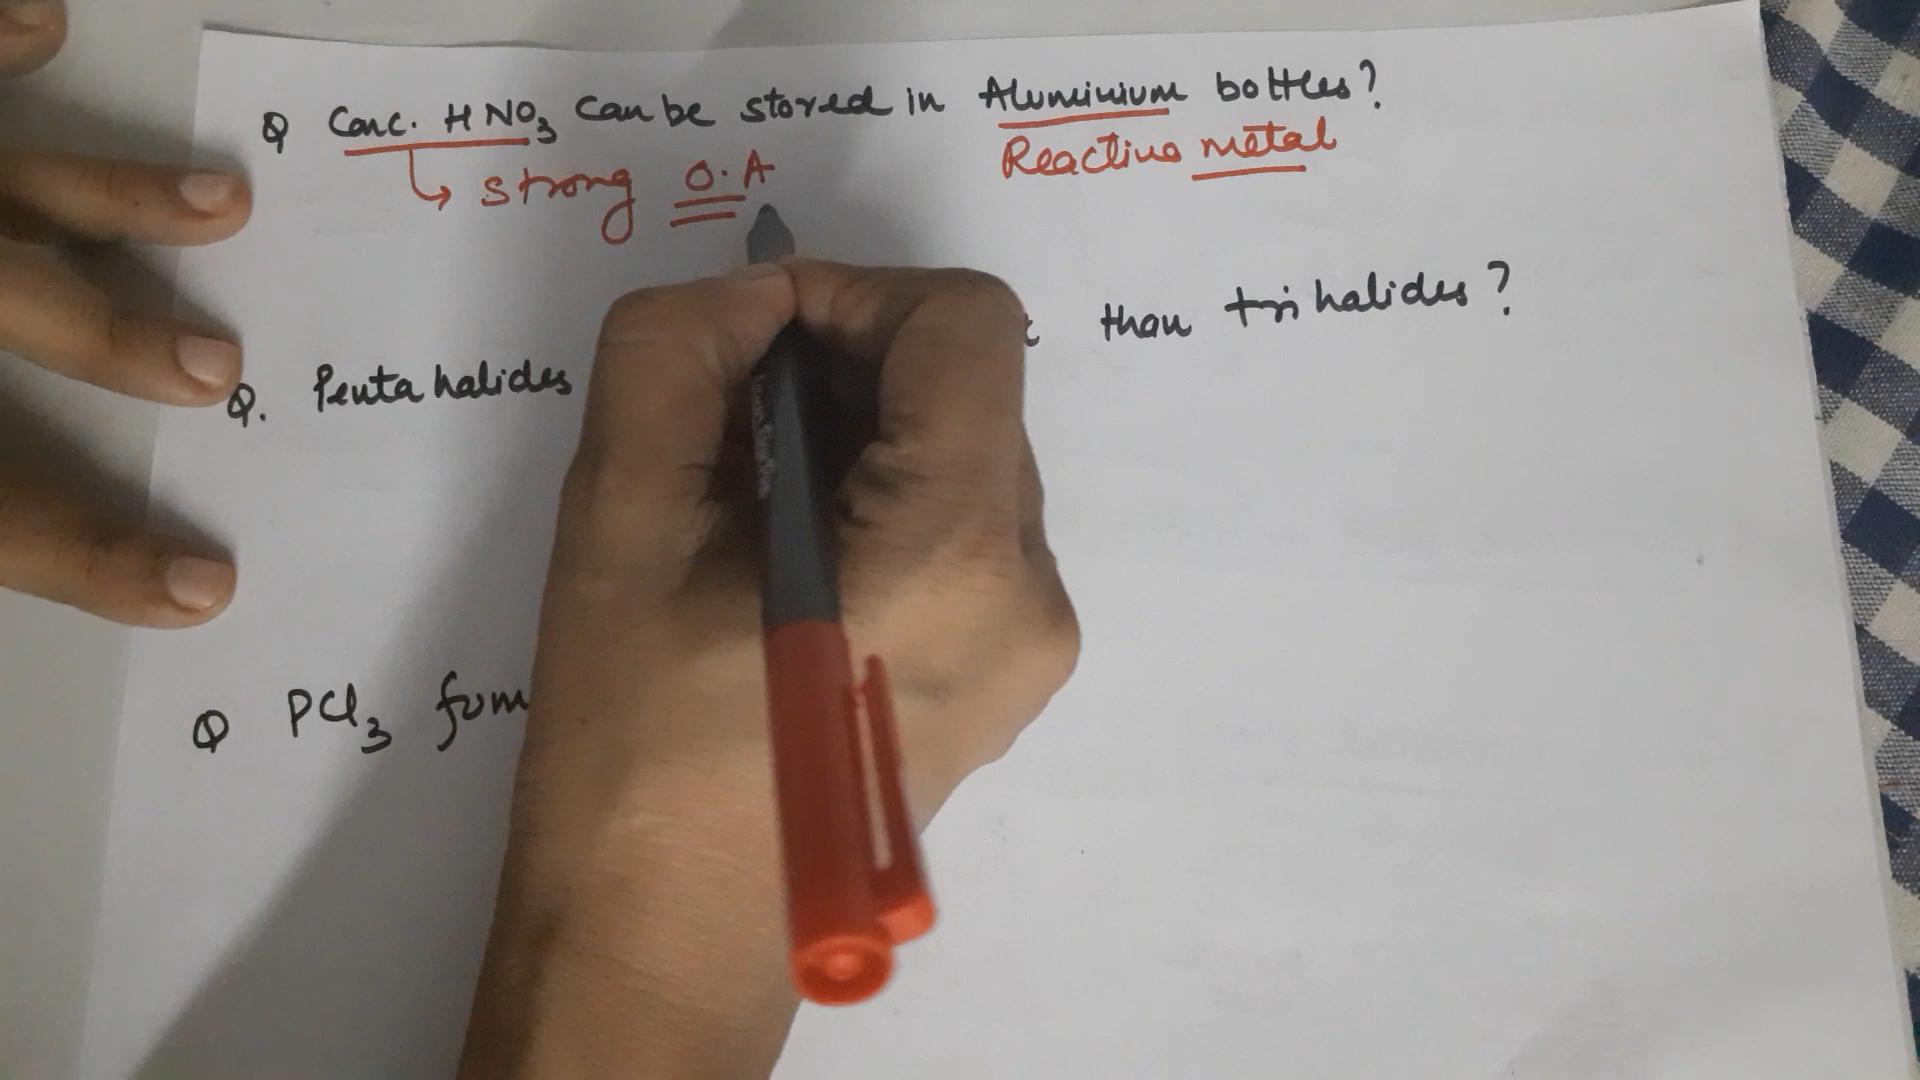 Q Conc. HNO3 can be stored in Aluminium bottles?
Reactive metal
↳ strong O.A
Q. Penta halides than tri halides?
Q PCl3 fum